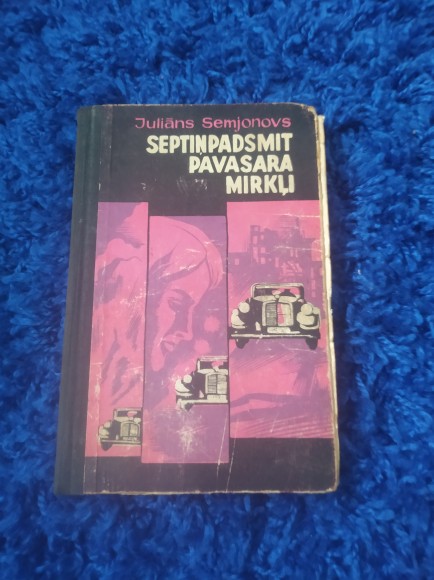 Juliāns Semjonovs
SEPTIŅPADSMIT
PAVASARA
MIRKĻI